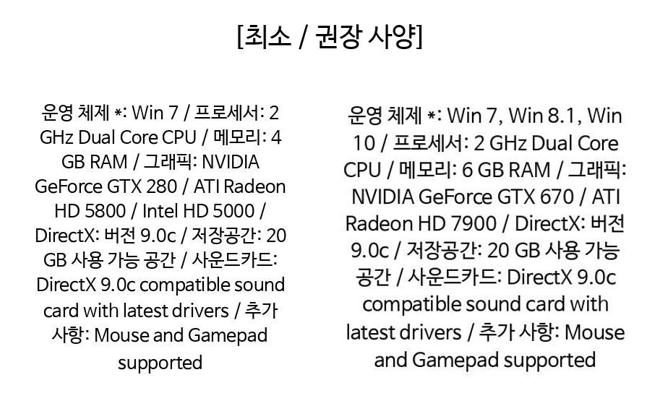 [최소 / 권장 사양]
운영 체제 *: Win 7 / 프로세서: 2
GHz Dual Core CPU / 메모리: 4
GB RAM / 그래픽: NVIDIA
GeForce GTX 280 / ATI Radeon
HD 5800 / Intel HD 5000 /
DirectX: 버전 9.0c / 저장공간: 20
GB 사용 가능 공간 / 사운드카드:
DirectX 9.0c compatible sound
card with latest drivers / 추가
사항: Mouse and Gamepad
supported
운영 체제 *: Win 7, Win 8.1, Win
10 / 프로세서: 2 GHz Dual Core
CPU / 메모리: 6 GB RAM / 그래픽:
NVIDIA GeForce GTX 670 / ATI
Radeon HD 7900 / DirectX: 버전
9.0c / 저장공간: 20 GB 사용 가능
공간 / 사운드카드: DirectX 9.0c
compatible sound card with
latest drivers / 추가 사항: Mouse
and Gamepad supported